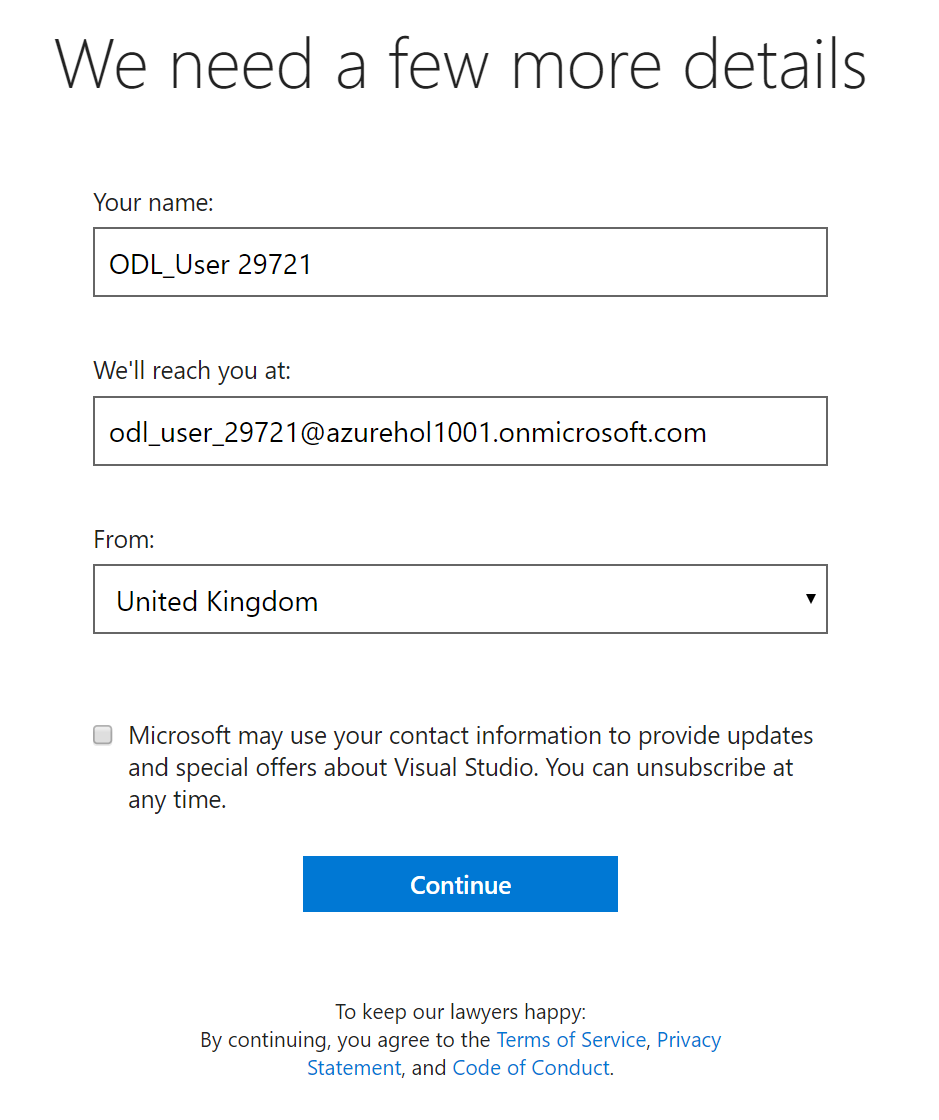 We need a few more details
Your name:
ODL_User 29721
We'll reach you at:
odl_user_29721@azurehol1001.onmicrosoft.com
From:
United Kingdom
Microsoft may use your contact information to provide updates
and special offers about Visual Studio. You can unsubscribe at
any time.
Continue
To keep our lawyers happy:
By continuing, you agree to the Terms of Service, Privacy
Statement, and Code of Conduct.